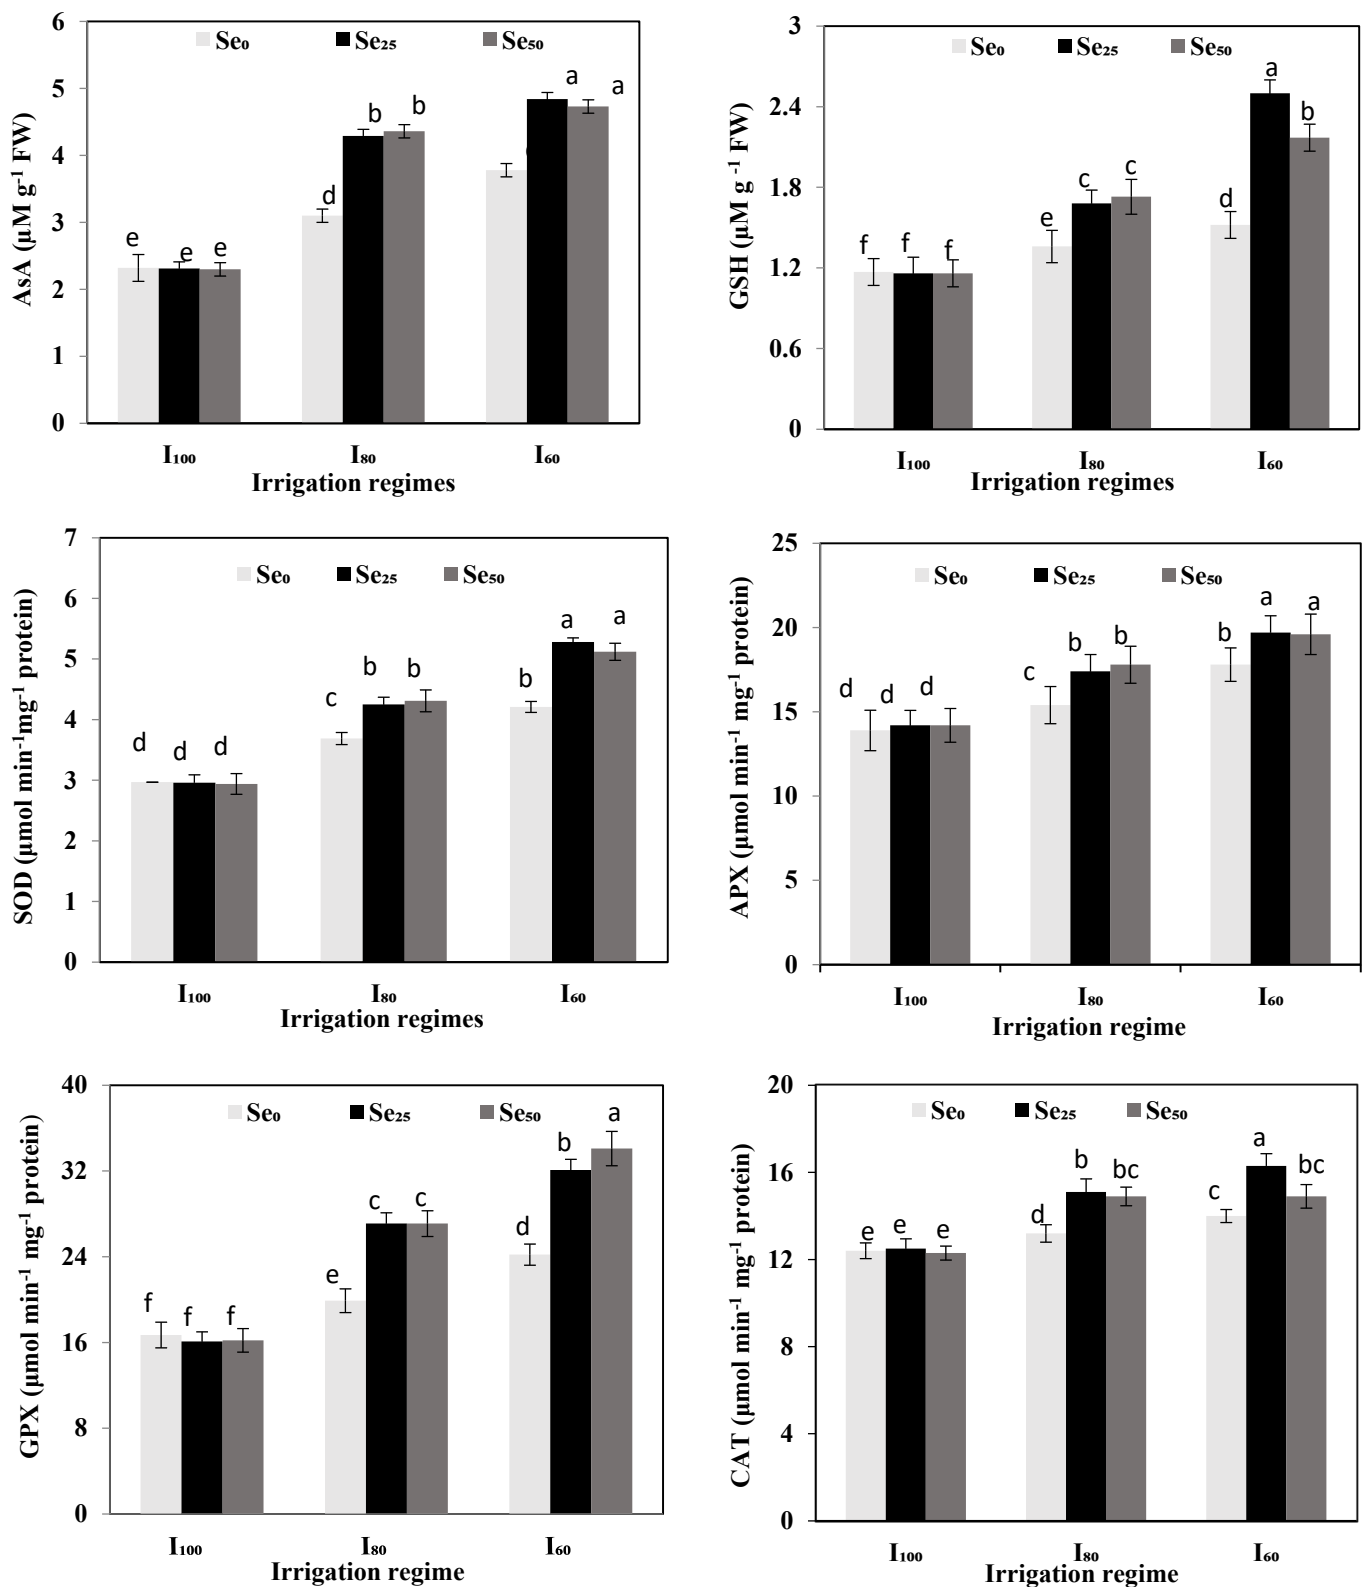 AsA (µM g⁻¹ FW)
6
5
4
3
2
1
0
Se₀ Se₂₅ Se₅₀
e e e
d b b
a a
I₁₀₀ I₈₀ I₆₀
Irrigation regimes
GSH (µM g⁻¹ FW)
3
2.4
1.8
1.2
0.6
0
Se₀ Se₂₅ Se₅₀
f f f
e c c
d a b
I₁₀₀ I₈₀ I₆₀
Irrigation regimes
SOD (µmol min⁻¹mg⁻¹ protein)
7
6
5
4
3
2
1
0
Se₀ Se₂₅ Se₅₀
d d d
c b b
b a a
I₁₀₀ I₈₀ I₆₀
Irrigation regimes
APX (µmol min⁻¹ mg⁻¹ protein)
25
20
15
10
5
0
Se₀ Se₂₅ Se₅₀
d d d
c b b
b a a
I₁₀₀ I₈₀ I₆₀
Irrigation regime
GPX (µmol min⁻¹ mg⁻¹ protein)
40
32
24
16
8
0
Se₀ Se₂₅ Se₅₀
f f f
e c c
d b a
I₁₀₀ I₈₀ I₆₀
Irrigation regime
CAT (µmol min⁻¹ mg⁻¹ protein)
20
16
12
8
4
0
Se₀ Se₂₅ Se₅₀
e e e
d b bc
c a bc
I₁₀₀ I₈₀ I₆₀
Irrigation regime